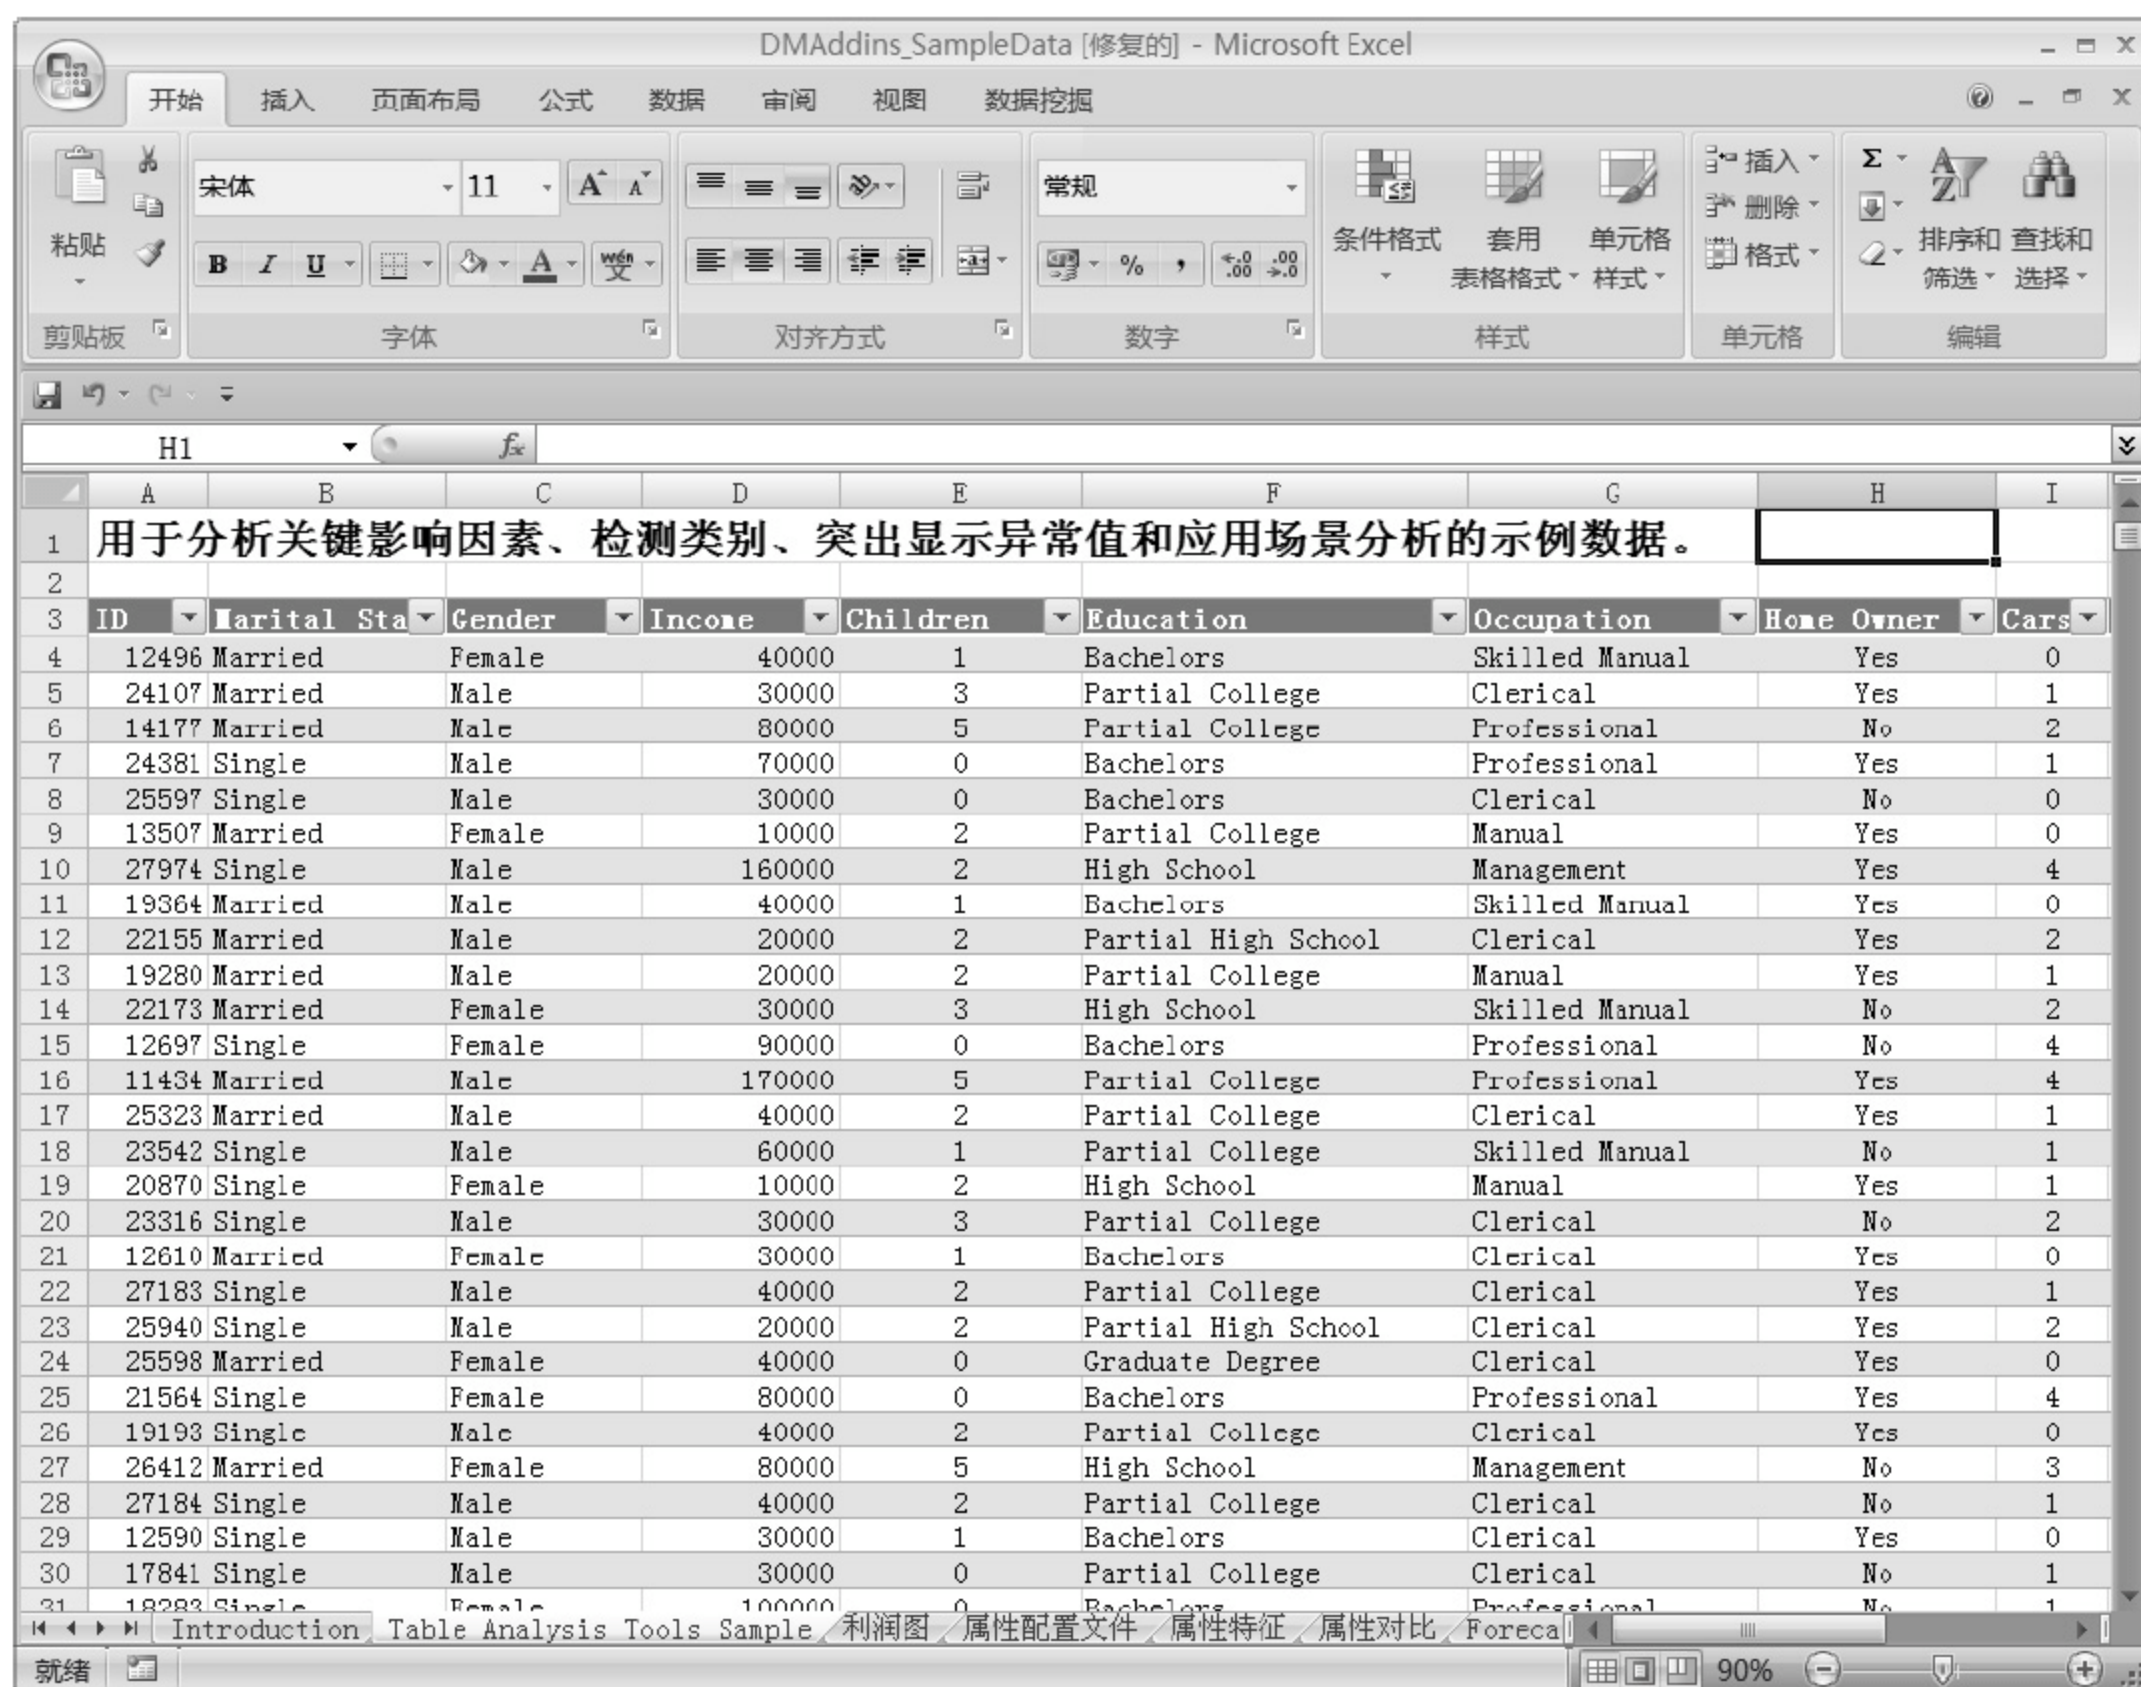 DMAddins_SampleData [修复的] - Microsoft Excel
开始 插入 页面布局 公式 数据 审阅 视图 数据挖掘
宋体 11 常规 插入
粘贴 删除
B I U wén 文 % , 条件格式 套用 表格格式 单元格 样式 格式 排序和 筛选 查找和 选择
剪贴板 字体 对齐方式 数字 样式 单元格 编辑
H1 fx
A B C D E F G H I
1 用于分析关键影响因素、检测类别、突出显示异常值和应用场景分析的示例数据。
2
3 ID Marital Sta Gender Income Children Education Occupation Home Owner Cars
4 12496 Married Female 40000 1 Bachelors Skilled Manual Yes 0
5 24107 Married Male 30000 3 Partial College Clerical Yes 1
6 14177 Married Male 80000 5 Partial College Professional No 2
7 24381 Single Male 70000 0 Bachelors Professional Yes 1
8 25597 Single Male 30000 0 Bachelors Clerical No 0
9 13507 Married Female 10000 2 Partial College Manual Yes 0
10 27974 Single Male 160000 2 High School Management Yes 4
11 19364 Married Male 40000 1 Bachelors Skilled Manual Yes 0
12 22155 Married Male 20000 2 Partial High School Clerical Yes 2
13 19280 Married Male 20000 2 Partial College Manual Yes 1
14 22173 Married Female 30000 3 High School Skilled Manual No 2
15 12697 Single Female 90000 0 Bachelors Professional No 4
16 11434 Married Male 170000 5 Partial College Professional Yes 4
17 25323 Married Male 40000 2 Partial College Clerical Yes 1
18 23542 Single Male 60000 1 Partial College Skilled Manual No 1
19 20870 Single Female 10000 2 High School Manual Yes 1
20 23316 Single Male 30000 3 Partial College Clerical No 2
21 12610 Married Female 30000 1 Bachelors Clerical Yes 0
22 27183 Single Male 40000 2 Partial College Clerical Yes 1
23 25940 Single Male 20000 2 Partial High School Clerical Yes 2
24 25598 Married Female 40000 0 Graduate Degree Clerical Yes 0
25 21564 Single Female 80000 0 Bachelors Professional Yes 4
26 19193 Single Male 40000 2 Partial College Clerical Yes 0
27 26412 Married Female 80000 5 High School Management No 3
28 27184 Single Male 40000 2 Partial College Clerical No 1
29 12590 Single Male 30000 1 Bachelors Clerical Yes 0
30 17841 Single Male 30000 0 Partial College Clerical No 1
31 18283 Single Female 100000 0 Bachelors Professional No 1
Introduction Table Analysis Tools Sample 利润图 属性配置文件 属性特征 属性对比 Foreca
就绪 90%